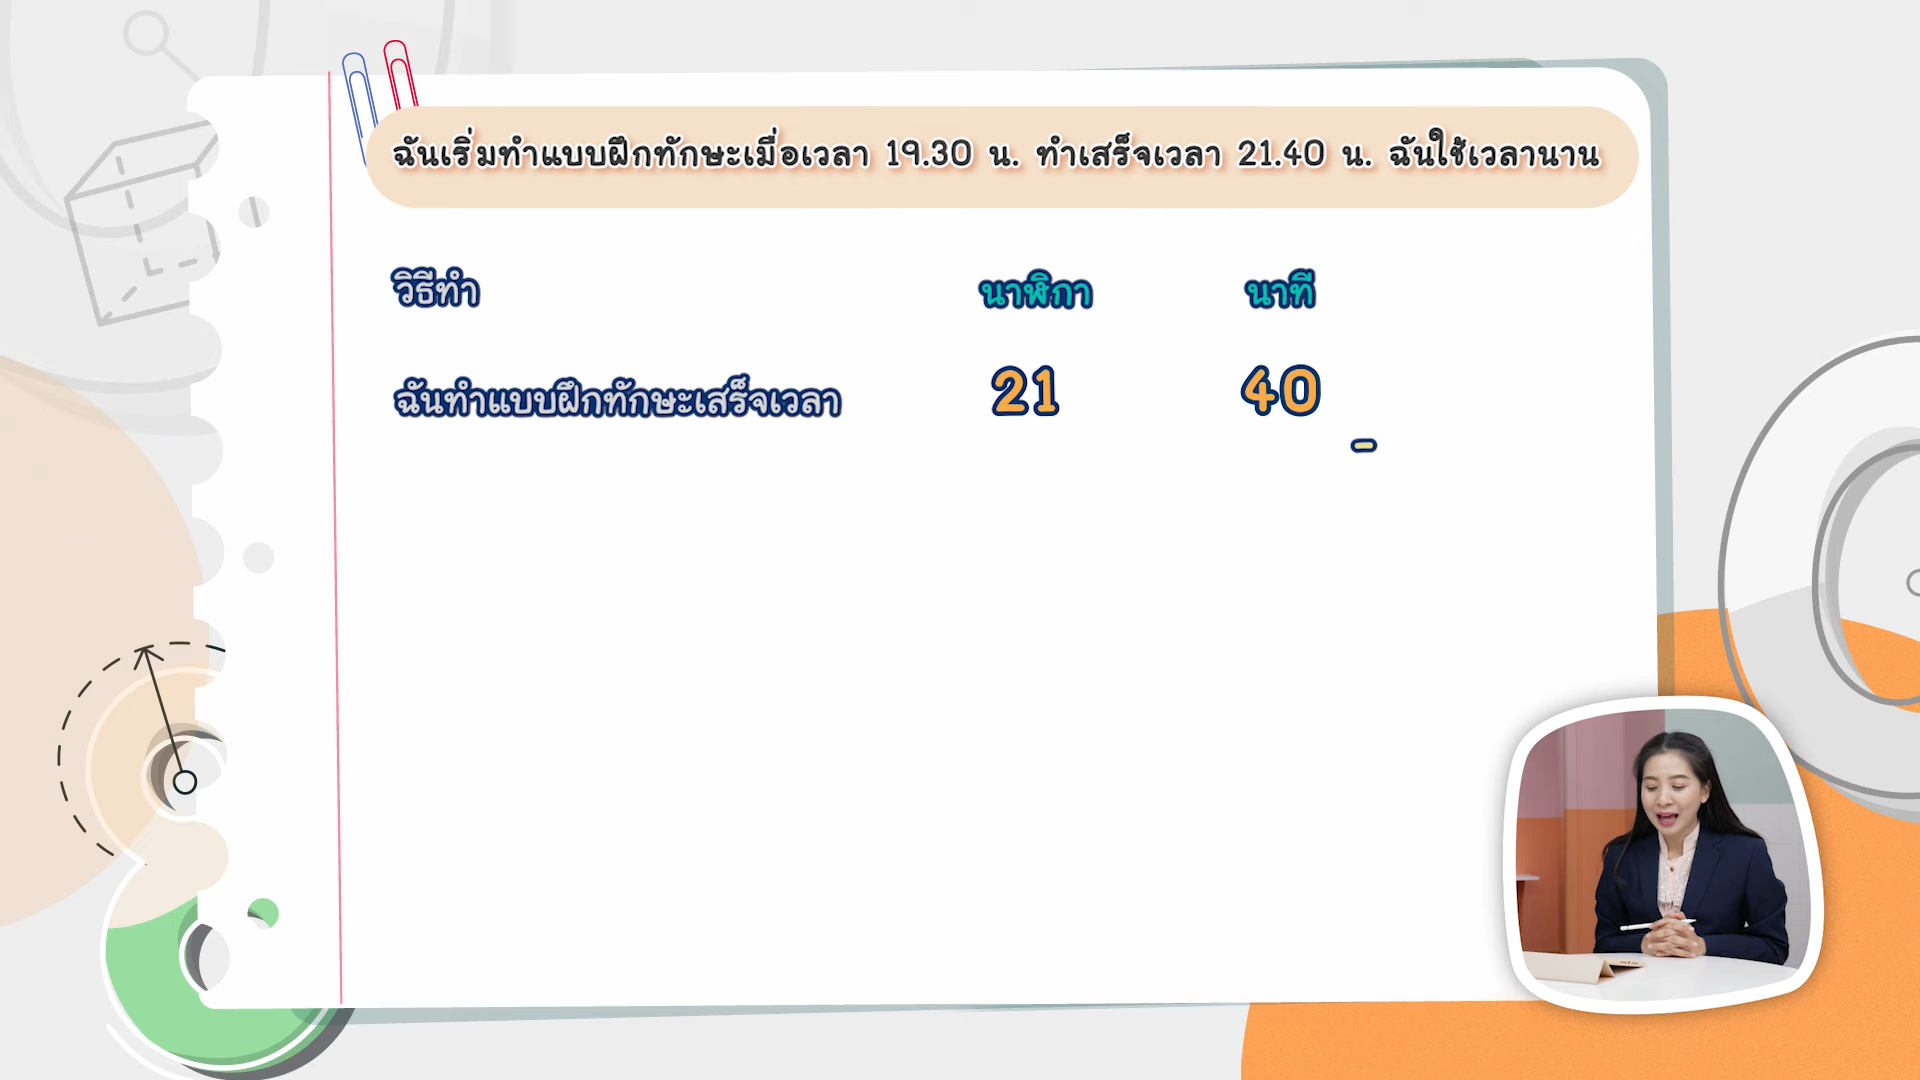 ฉันเริ่มทำแบบฝึกทักษะเมื่อเวลา 19.30 น. ทำเสร็จเวลา 21.40 น. ฉันใช้เวลานาน
วิธีทำ นาฬิกา นาที
ฉันทำแบบฝึกทักษะเสร็จเวลา 21 40
-